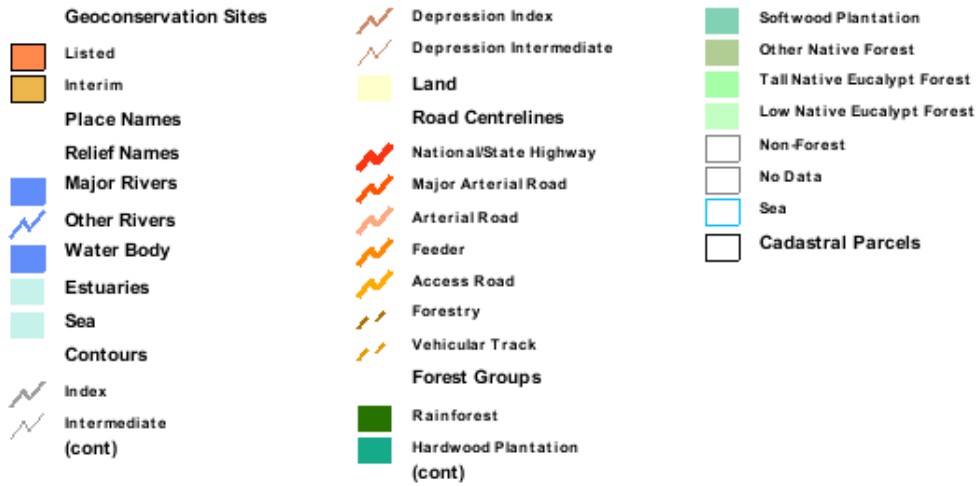 Geoconservation Sites
Listed
Interim
Place Names
Relief Names
Major Rivers
Other Rivers
Water Body
Estuaries
Sea
Contours
Index
Intermediate
(cont)
Depression Index
Depression Intermediate
Land
Road Centrelines
National/State Highway
Major Arterial Road
Arterial Road
Feeder
Access Road
Forestry
Vehicular Track
Forest Groups
Rainforest
Hardwood Plantation
(cont)
Softwood Plantation
Other Native Forest
Tall Native Eucalypt Forest
Low Native Eucalypt Forest
Non-Forest
No Data
Sea
Cadastral Parcels